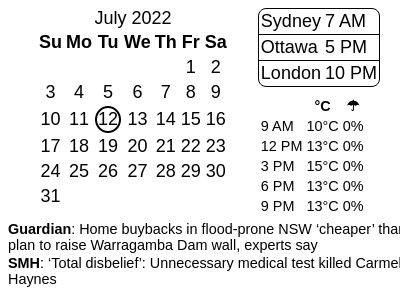 July 2022
Su Mo Tu We Th Fr Sa
1 2
3 4 5 6 7 8 9
10 11 12 13 14 15 16
17 18 19 20 21 22 23
24 25 26 27 28 29 30
31
Sydney 7 AM
Ottawa 5 PM
London 10 PM
°C ☂
9 AM 10°C 0%
12 PM 13°C 0%
3 PM 15°C 0%
6 PM 13°C 0%
9 PM 13°C 0%
Guardian: Home buybacks in flood-prone NSW ‘cheaper’ than
plan to raise Warragamba Dam wall, experts say
SMH: ‘Total disbelief’: Unnecessary medical test killed Carmel
Haynes